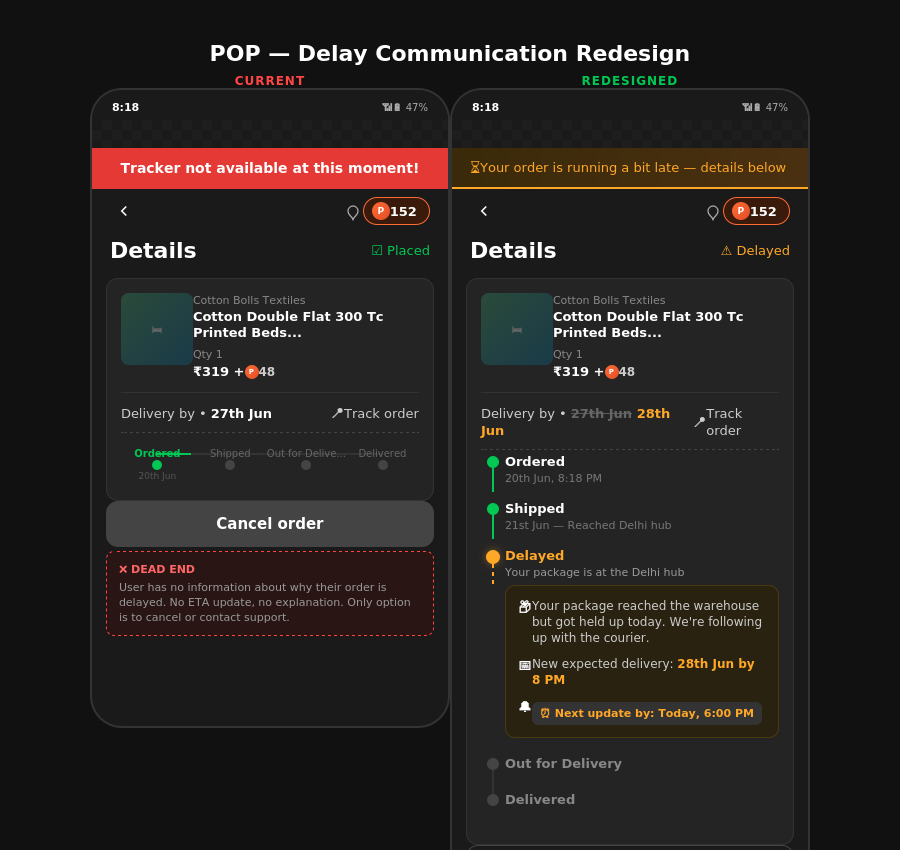 POP — Delay Communication Redesign
CURRENT
8:18
47%
Tracker not available at this moment!
P 152
Details
☑ Placed
Cotton Bolls Textiles
Cotton Double Flat 300 Tc
Printed Beds...
Qty 1
₹319 + P 48
Delivery by • 27th Jun
Track order
Ordered
Shipped
Out for Delive...
Delivered
20th Jun
Cancel order
❌ DEAD END
User has no information about why their order is
delayed. No ETA update, no explanation. Only option
is to cancel or contact support.
REDESIGNED
8:18
47%
⏳Your order is running a bit late — details below
P 152
Details
⚠ Delayed
Cotton Bolls Textiles
Cotton Double Flat 300 Tc
Printed Beds...
Qty 1
₹319 + P 48
Delivery by • 27th Jun 28th
Jun
Track
order
Ordered
20th Jun, 8:18 PM
Shipped
21st Jun — Reached Delhi hub
Delayed
Your package is at the Delhi hub
Your package reached the warehouse
but got held up today. We're following
up with the courier.
New expected delivery: 28th Jun by
8 PM
⏰ Next update by: Today, 6:00 PM
Out for Delivery
Delivered